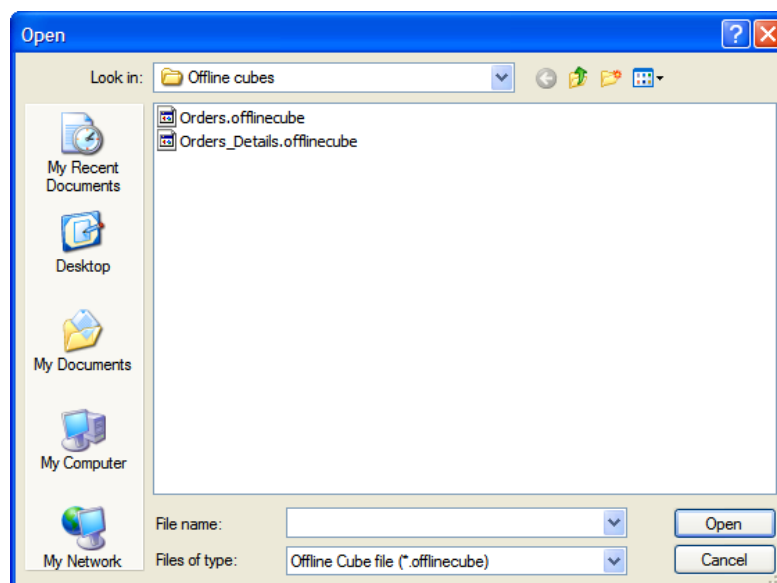 Open
Look in:
Offline cubes
Orders.offlinecube
Orders_Details.offlinecube
My Recent
Documents
Desktop
My Documents
My Computer
My Network
File name:
Open
Files of type:
Offline Cube file (*.offlinecube)
Cancel